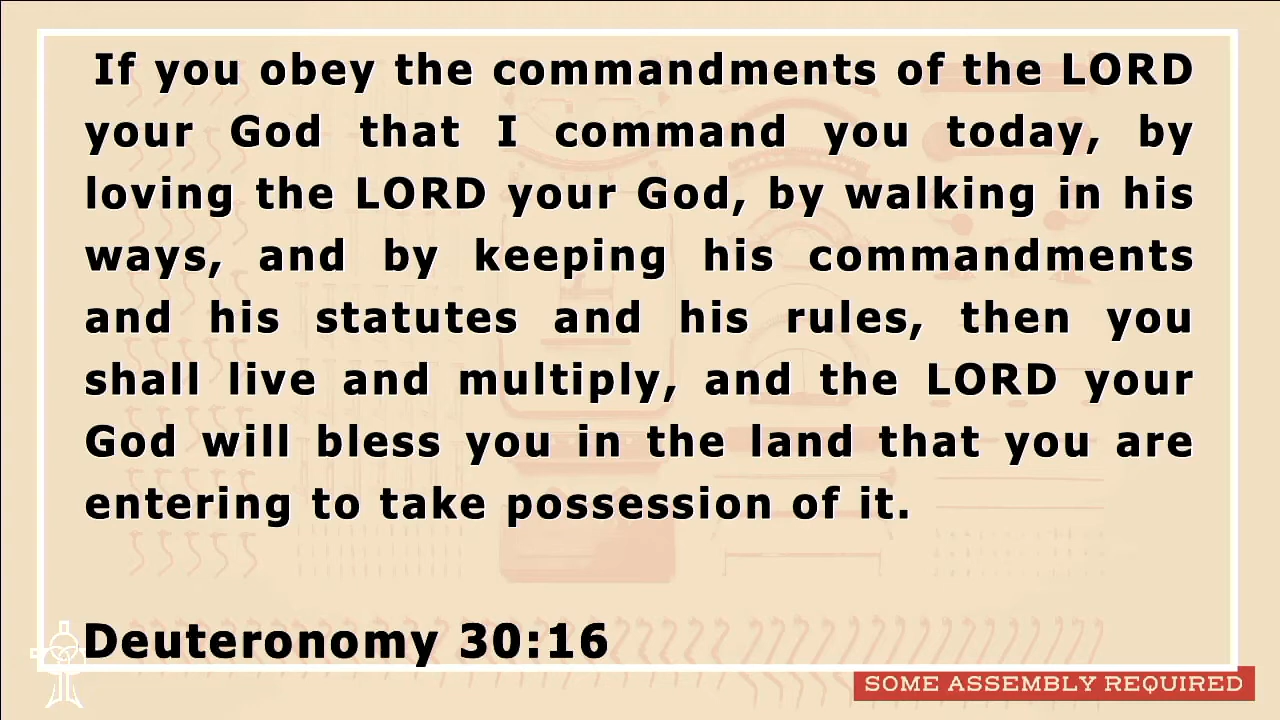 If you obey the commandments of the LORD
your God that I command you today, by
loving the LORD your God, by walking in his
ways, and by keeping his commandments
and his statutes and his rules, then you
shall live and multiply, and the LORD your
God will bless you in the land that you are
entering to take possession of it.
Deuteronomy 30:16
SOME ASSEMBLY REQUIRED